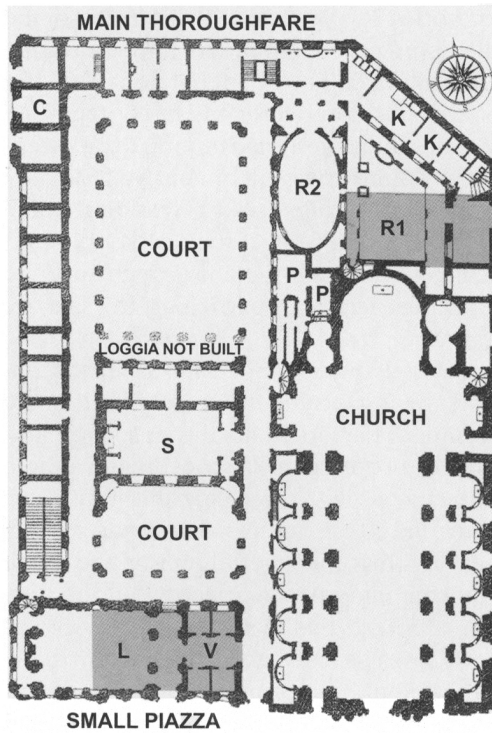 MAIN THOROUGHFARE
C
K
K
R2
R1
COURT
P
P
LOGGIA NOT BUILT
CHURCH
S
COURT
L
V
SMALL PIAZZA